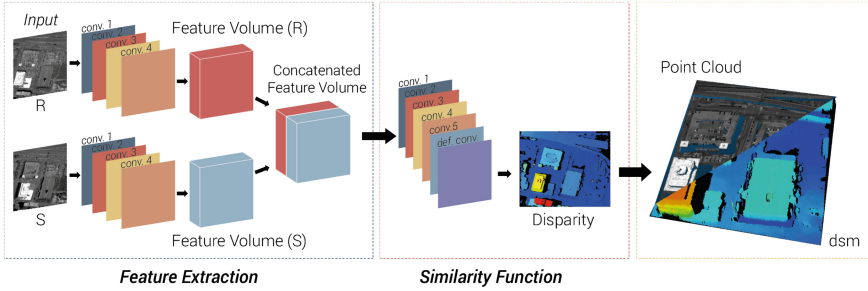 Input
R
conv. 1
conv. 2
conv. 3
conv. 4
Feature Volume (R)
S
conv. 1
conv. 2
conv. 3
conv. 4
Feature Volume (S)
Concatenated
Feature Volume
Feature Extraction
conv. 1
conv. 2
conv. 3
conv. 4
conv.5
def. conv.
Disparity
Similarity Function
Point Cloud
dsm